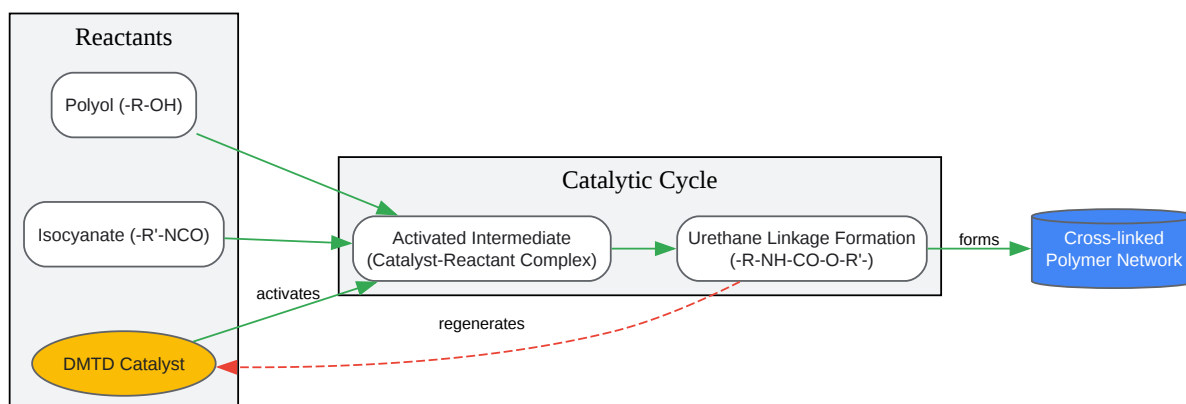 Reactants
Polyol (-R-OH)
Isocyanate (-R'-NCO)
DMTD Catalyst
activates
Catalytic Cycle
Activated Intermediate
(Catalyst-Reactant Complex)
Urethane Linkage Formation
(-R-NH-CO-O-R'-)
regenerates
forms
Cross-linked
Polymer Network